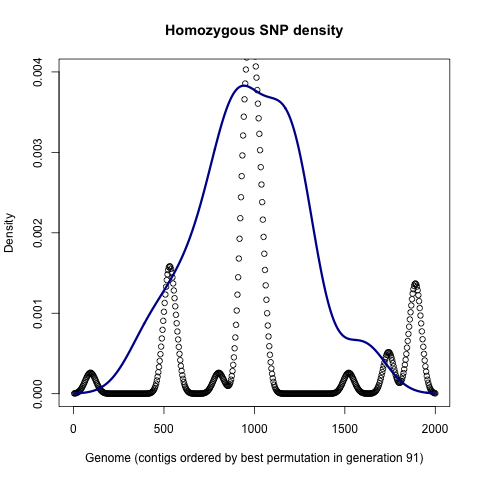 Homozygous SNP density
Density
0.004
0.003
0.002
0.001
0.000
0 500 1000 1500 2000
Genome (contigs ordered by best permutation in generation 91)